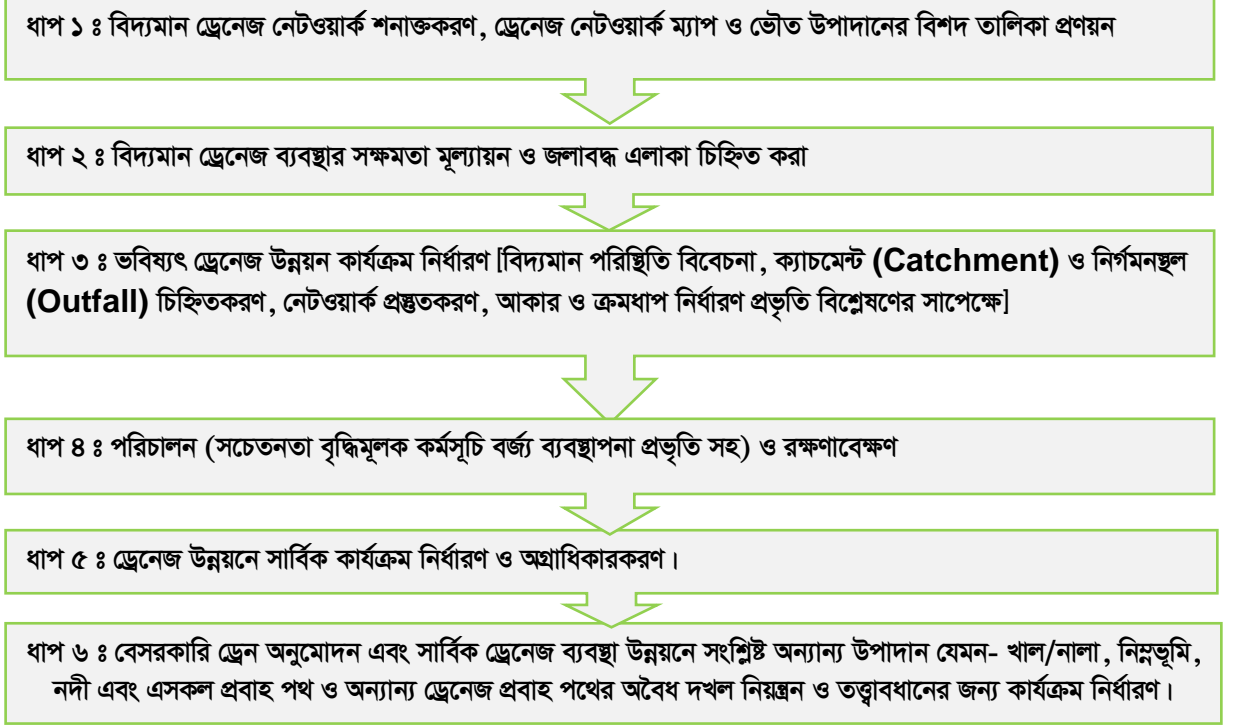 ধাপ ১ ঃ বিদ্যমান ড্রেনেজ নেটওয়ার্ক শনাক্তকরণ, ড্রেনেজ নেটওয়ার্ক ম্যাপ ও ভৌত উপাদানের বিশদ তালিকা প্রণয়ন
ধাপ ২ ঃ বিদ্যমান ড্রেনেজ ব্যবস্থার সক্ষমতা মূল্যায়ন ও জলাবদ্ধ এলাকা চিহ্নিত করা
ধাপ ৩ ঃ ভবিষ্যৎ ড্রেনেজ উন্নয়ন কার্যক্রম নির্ধারণ [বিদ্যমান পরিস্থিতি বিবেচনা, ক্যাচমেন্ট (Catchment) ও নির্গমনস্থল
(Outfall) চিহ্নিতকরণ, নেটওয়ার্ক প্রস্তুতকরণ, আকার ও ক্রমধাপ নির্ধারণ প্রভৃতি বিশ্লেষণের সাপেক্ষে]
ধাপ ৪ ঃ পরিচালন (সচেতনতা বৃদ্ধিমূলক কর্মসূচি বর্জ্য ব্যবস্থাপনা প্রভৃতি সহ) ও রক্ষণাবেক্ষণ
ধাপ ৫ ঃ ড্রেনেজ উন্নয়নে সার্বিক কার্যক্রম নির্ধারণ ও অগ্রাধিকারকরণ।
ধাপ ৬ ঃ বেসরকারি ড্রেন অনুমোদন এবং সার্বিক ড্রেনেজ ব্যবস্থা উন্নয়নে সংশ্লিষ্ট অন্যান্য উপাদান যেমন- খাল/নালা, নিম্নভূমি,
নদী এবং এসকল প্রবাহ পথ ও অন্যান্য ড্রেনেজ প্রবাহ পথের অবৈধ দখল নিয়ন্ত্রন ও তত্ত্বাবধানের জন্য কার্যক্রম নির্ধারণ।